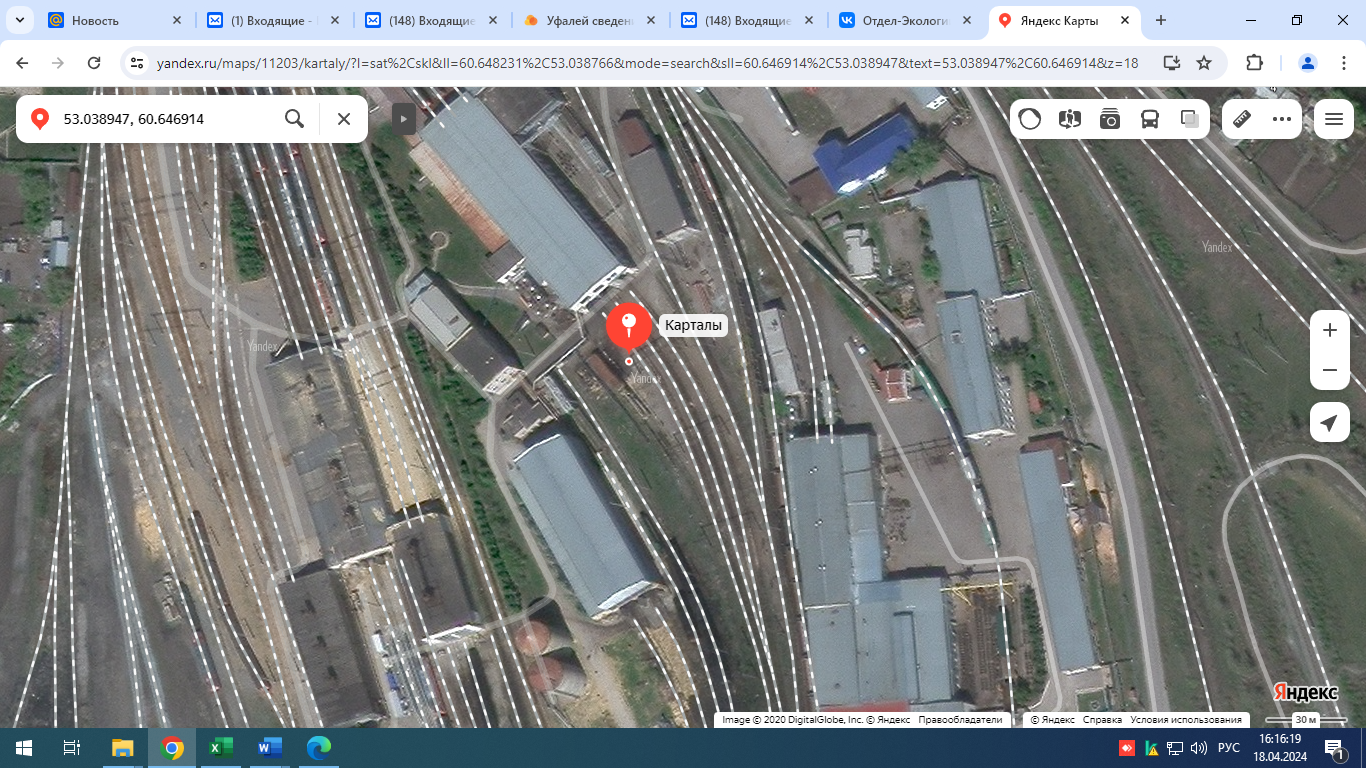 Новость
(1) Входящие -
(148) Входящие
Уфалей сведен
(148) Входящие
Отдел-Экологи
Яндекс Карты
yandex.ru/maps/11203/kartaly/?l=sat%2Cskl&ll=60.648231%2C53.038766&mode=search&sll=60.646914%2C53.038947&text=53.038947%2C60.646914&z=18
53.038947, 60.646914
Yandex
Карталы
Yandex
Yandex
Яндекс
Image © 2020 DigitalGlobe, Inc. © Яндекс Правообладатели
© Яндекс Справка Условия использования
30 м
РУС
16:16:19
18.04.2024
1